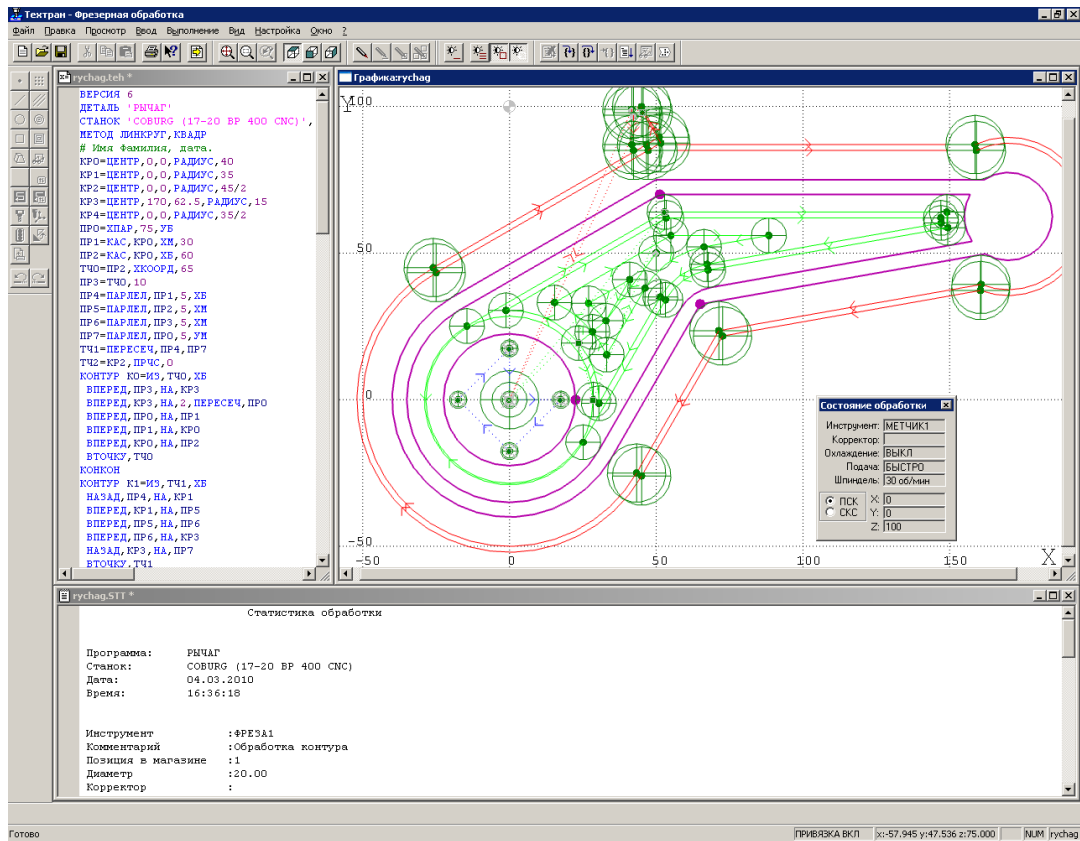 Техтран - Фрезерная обработка
Файл Правка Просмотр Ввод Выполнение Вид Настройка Окно ?
rychag.teh *
ВЕРСИЯ 6
ДЕТАЛЬ 'РЫЧАГ'
СТАНОК 'COBURG (17-20 BP 400 CNC)',
МЕТОД ЛИНКРУГ,КВАДР
# Имя Фамилия, дата.
КР0=ЦЕНТР,0,0,РАДИУС,40
КР1=ЦЕНТР,0,0,РАДИУС,35
КР2=ЦЕНТР,0,0,РАДИУС,45/2
КР3=ЦЕНТР,170,62.5,РАДИУС,15
КР4=ЦЕНТР,0,0,РАДИУС,35/2
ПР0=ХПАР,75,УБ
ПР1=КАС,КР0,ХМ,30
ПР2=КАС,КР0,ХБ,60
ТЧ0=ПР2,ХКООРД,65
ПР3=ТЧ0,10
ПР4=ПАРЛЕЛ,ПР1,5,ХБ
ПР5=ПАРЛЕЛ,ПР2,5,ХМ
ПР6=ПАРЛЕЛ,ПР3,5,ХМ
ПР7=ПАРЛЕЛ,ПР0,5,УМ
ТЧ1=ПЕРЕСЕЧ,ПР4,ПР7
ТЧ2=КР2,ПРЧС,0
КОНТУР К0=ИЗ,ТЧ0,ХБ
ВПЕРЕД,ПР3,НА,КР3
ВПЕРЕД,КР3,НА,2,ПЕРЕСЕЧ,ПР0
ВПЕРЕД,ПР0,НА,ПР1
ВПЕРЕД,ПР1,НА,КР0
ВПЕРЕД,КР0,НА,ПР2
ВТОЧКУ,ТЧ0
КОНКОН
КОНТУР К1=ИЗ,ТЧ1,ХБ
НАЗАД,ПР4,НА,КР1
ВПЕРЕД,КР1,НА,ПР5
ВПЕРЕД,ПР5,НА,ПР6
ВПЕРЕД,ПР6,НА,КР3
НАЗАД,КР3,НА,ПР7
ВТОЧКУ,ТЧ1
Графика:rychag
Y
100
50
0
-50
-50 0 50 100 150 X
Состояние обработки
Инструмент: МЕТЧИК1
Корректор:
Охлаждение: ВЫКЛ
Подача: БЫСТРО
Шпиндель: 30 об/мин
ПСК X: 0
СКС Y: 0
Z: 100
rychag.STT *
Статистика обработки
Программа: РЫЧАГ
Станок: COBURG (17-20 BP 400 CNC)
Дата: 04.03.2010
Время: 16:36:18
Инструмент :ФРЕЗА1
Комментарий :Обработка контура
Позиция в магазине :1
Диаметр :20.00
Корректор :
Готово
ПРИВЯЗКА ВКЛ x:-57.945 y:47.536 z:75.000 NUM rychag